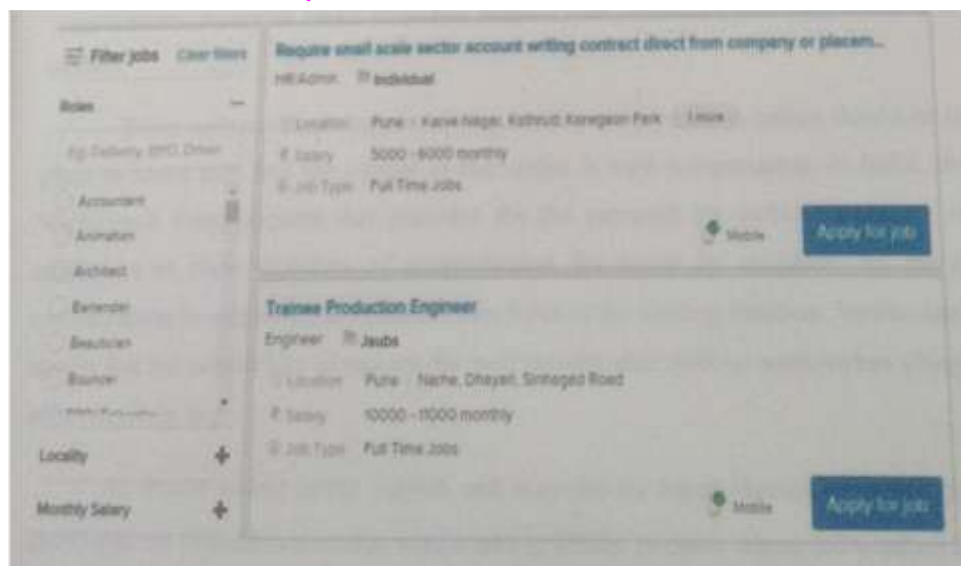 Filter jobs Clear filters
Roles
Eg: Delivery, BPO, Driver
Accountant
Animation
Architect
Bartender
Beautician
Bouncer
Locality
Monthly Salary
Require small scale sector account writing contract direct from company or placem...
HR/Admin Individual
Location Pune - Karve Nagar, Kothrud, Koregaon Park 1 more
₹ Salary 5000 - 6000 monthly
Job Type Full Time Jobs
Mobile Apply for job
Trainee Production Engineer
Engineer Jaubs
Location Pune Narhe, Dhayari, Sinhagad Road
₹ Salary 10000 - 11000 monthly
Job Type Full Time Jobs
Mobile Apply for job